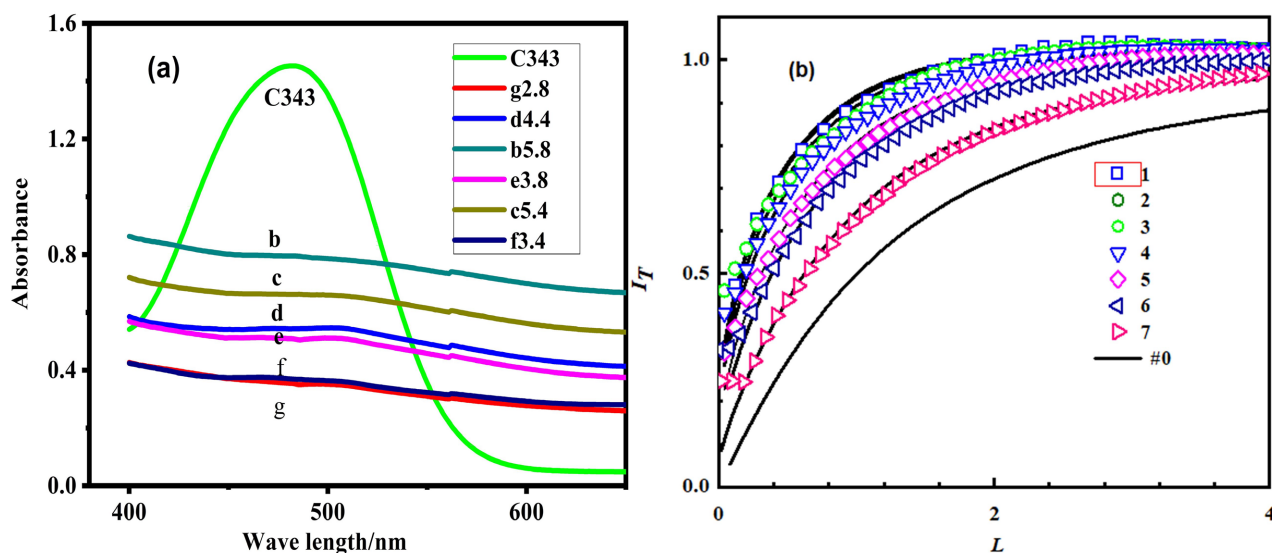 (a)
C343
C343
g2.8
d4.4
b5.8
e3.8
c5.4
f3.4
b
c
d
e
f
g
1.6
1.2
0.8
0.4
0.0
Absorbance
400
500
600
Wave length/nm
(b)
1.0
0.5
0.0
I_T
1
2
3
4
5
6
7
#0
0
2
4
L